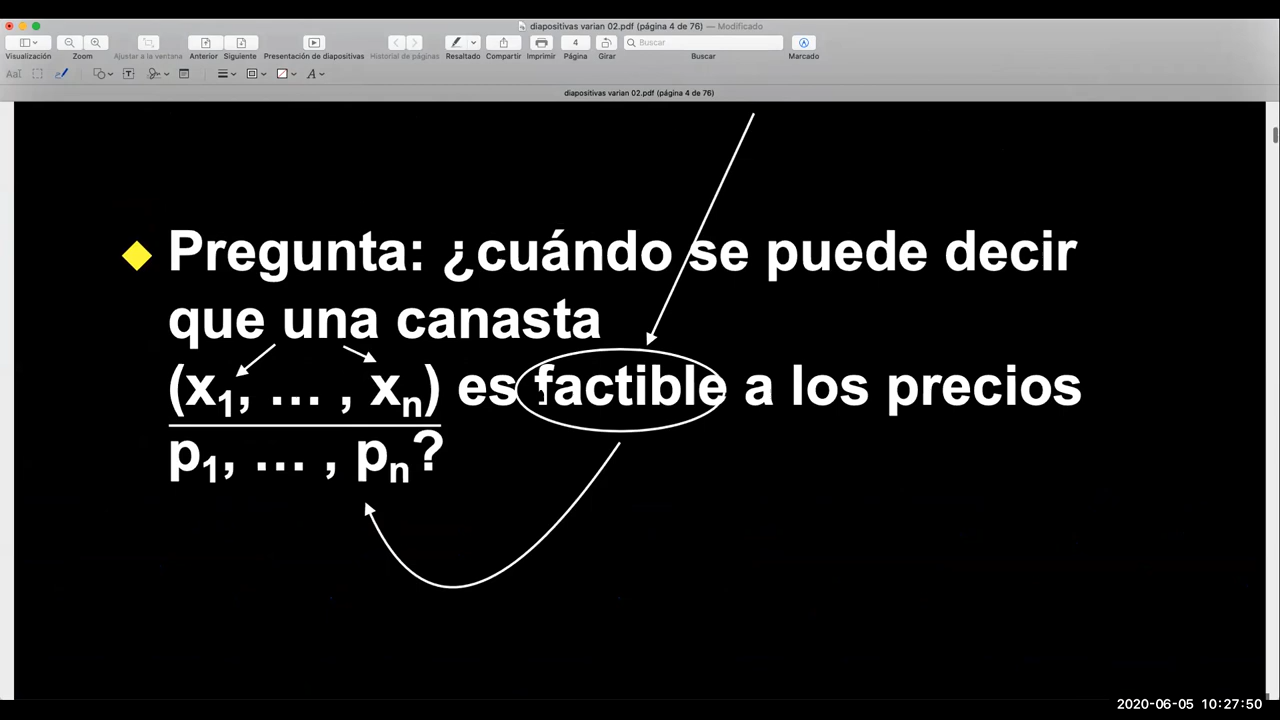 diapositivas varian 02.pdf (página 4 de 76) — Modificado
4
Buscar
Visualización
Zoom
Ajustar a la ventana
Anterior
Siguiente
Presentación de diapositivas
Historial de páginas
Resaltado
Compartir
Imprimir
Página
Girar
Buscar
Marcado
diapositivas varian 02.pdf (página 4 de 76)
Pregunta: ¿cuándo se puede decir
que una canasta
(x1, … , xn) es factible a los precios
p1, … , pn?
2020-06-05 10:27:50